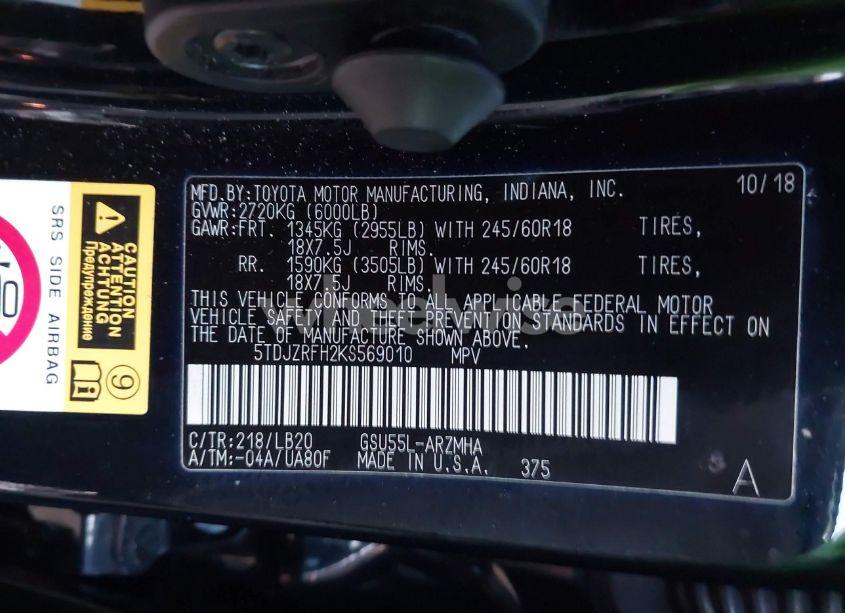 MFD.BY:TOYOTA MOTOR MANUFACTURING, INDIANA, INC. 10/18
GVWR:2720KG (6000LB)
GAWR:FRT. 1345KG (2955LB) WITH 245/60R18 TIRES,
18X7.5J RIMS.
RR. 1590KG (3505LB) WITH 245/60R18 TIRES,
18X7.5J RIMS.
THIS VEHICLE CONFORMS TO ALL APPLICABLE FEDERAL MOTOR
VEHICLE SAFETY AND THEFT PREVENTION STANDARDS IN EFFECT ON
THE DATE OF MANUFACTURE SHOWN ABOVE.
5TDJZRFH2KS569010 MPV
C/TR:218/LB20 GSU55L-ARZMHA
A/TM:-04A/UA80F MADE IN U.S.A. 375
A
SRS SIDE AIRBAG
CAUTION
ATTENTION
ACHTUNG
Предупреждение
9
i
wheelwise